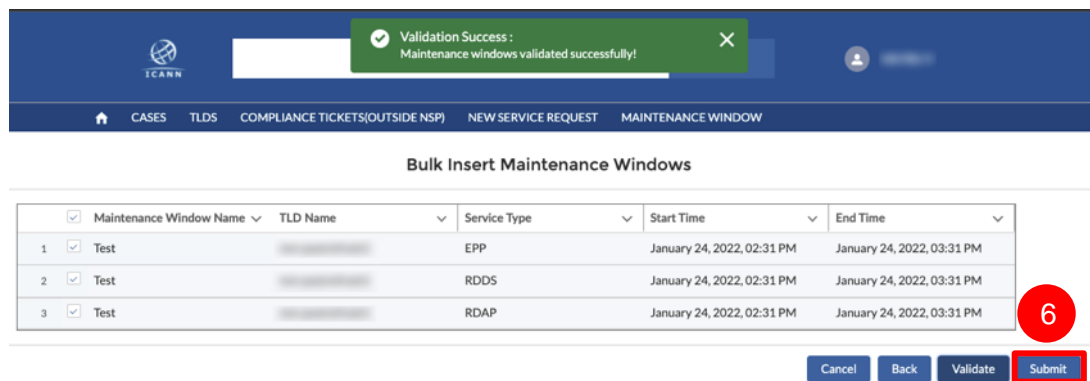 Validation Success :
Maintenance windows validated successfully!
ICANN
CASES TLDS COMPLIANCE TICKETS(OUTSIDE NSP) NEW SERVICE REQUEST MAINTENANCE WINDOW
Bulk Insert Maintenance Windows
Maintenance Window Name TLD Name Service Type Start Time End Time
1 Test EPP January 24, 2022, 02:31 PM January 24, 2022, 03:31 PM
2 Test RDDS January 24, 2022, 02:31 PM January 24, 2022, 03:31 PM
3 Test RDAP January 24, 2022, 02:31 PM January 24, 2022, 03:31 PM
6
Cancel Back Validate Submit